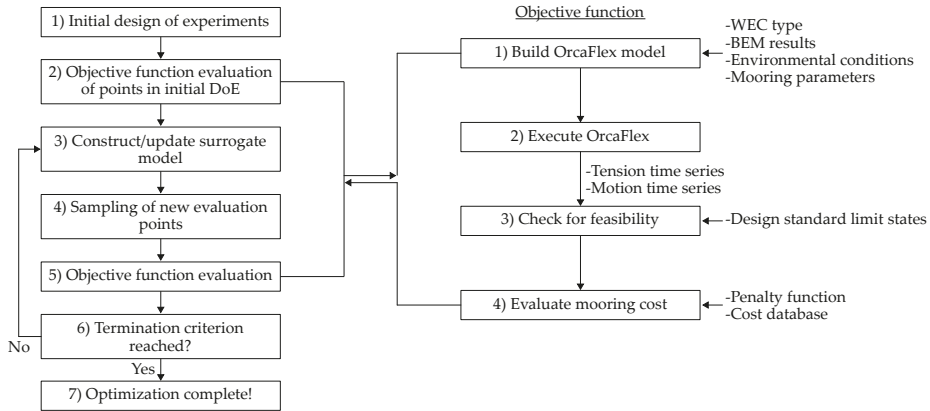 1) Initial design of experiments
2) Objective function evaluation
of points in initial DoE
3) Construct/update surrogate
model
4) Sampling of new evaluation
points
5) Objective function evaluation
6) Termination criterion
reached?
No
Yes
7) Optimization complete!
Objective function
1) Build OrcaFlex model
-WEC type
-BEM results
-Environmental conditions
-Mooring parameters
2) Execute OrcaFlex
-Tension time series
-Motion time series
3) Check for feasibility
-Design standard limit states
4) Evaluate mooring cost
-Penalty function
-Cost database